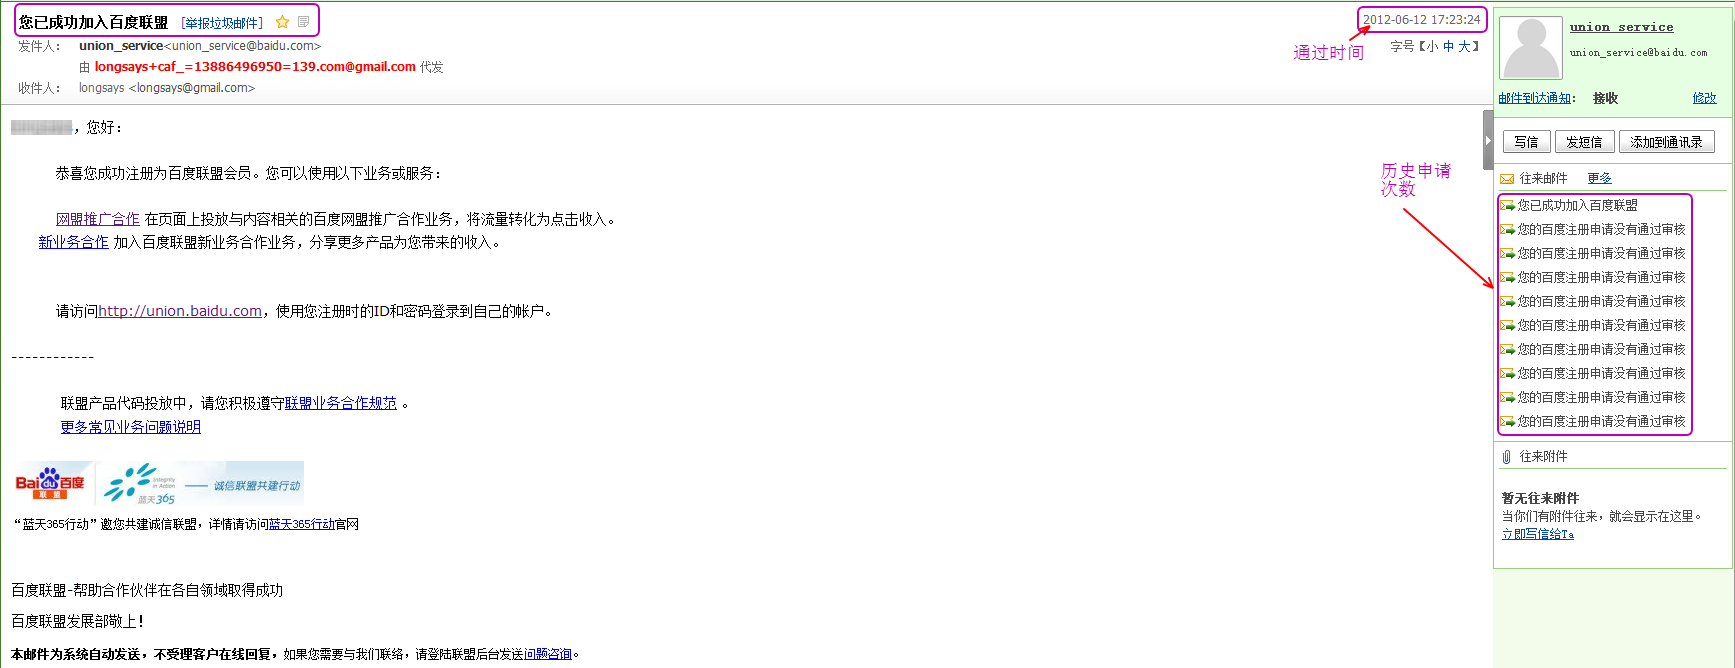 您已成功加入百度联盟 [举报垃圾邮件]
2012-06-12 17:23:24
发件人： union_service<union_service@baidu.com>
由 longsays+caf_=13886496950=139.com@gmail.com 代发
收件人： longsays <longsays@gmail.com>
通过时间
字号【小 中 大】
，您好：
恭喜您成功注册为百度联盟会员。您可以使用以下业务或服务：
网盟推广合作 在页面上投放与内容相关的百度网盟推广合作业务，将流量转化为点击收入。
新业务合作 加入百度联盟新业务合作业务，分享更多产品为您带来的收入。
请访问http://union.baidu.com，使用您注册时的ID和密码登录到自己的帐户。
------------
联盟产品代码投放中，请您积极遵守联盟业务合作规范 。
更多常见业务问题说明
Bai du 百度
联盟
Integrity in Action
蓝天365
—— 诚信联盟共建行动
“蓝天365行动”邀您共建诚信联盟，详情请访问蓝天365行动官网
百度联盟-帮助合作伙伴在各自领域取得成功
百度联盟发展部敬上！
本邮件为系统自动发送，不受理客户在线回复，如果您需要与我们联络，请登陆联盟后台发送问题咨询。
历史申请
次数
union service
union_service@baidu.com
邮件到达通知： 接收 修改
写信 发短信 添加到通讯录
往来邮件 更多
您已成功加入百度联盟
您的百度注册申请没有通过审核
您的百度注册申请没有通过审核
您的百度注册申请没有通过审核
您的百度注册申请没有通过审核
您的百度注册申请没有通过审核
您的百度注册申请没有通过审核
您的百度注册申请没有通过审核
您的百度注册申请没有通过审核
您的百度注册申请没有通过审核
往来附件
暂无往来附件
当你们有附件往来，就会显示在这里。
立即写信给Ta